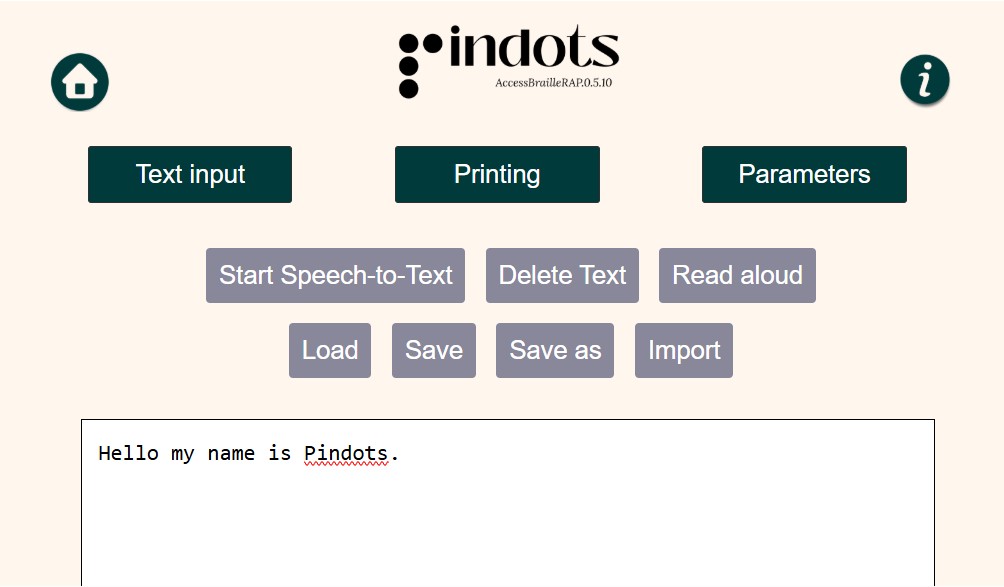 indots
AccessBrailleRAP.0.5.10
i
Text input Printing Parameters
Start Speech-to-Text Delete Text Read aloud
Load Save Save as Import
Hello my name is Pindots.